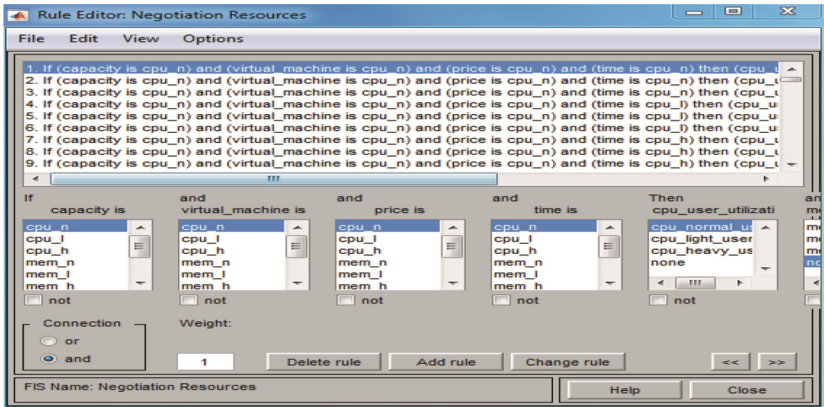 Rule Editor: Negotiation Resources
File Edit View Options
1. If (capacity is cpu_n) and (virtual_machine is cpu_n) and (price is cpu_n) and (time is cpu_n) then (cpu_u
2. If (capacity is cpu_n) and (virtual_machine is cpu_n) and (price is cpu_n) and (time is cpu_n) then (cpu_u
3. If (capacity is cpu_n) and (virtual_machine is cpu_n) and (price is cpu_n) and (time is cpu_n) then (cpu_u
4. If (capacity is cpu_n) and (virtual_machine is cpu_n) and (price is cpu_n) and (time is cpu_l) then (cpu_u
5. If (capacity is cpu_n) and (virtual_machine is cpu_n) and (price is cpu_n) and (time is cpu_l) then (cpu_u
6. If (capacity is cpu_n) and (virtual_machine is cpu_n) and (price is cpu_n) and (time is cpu_l) then (cpu_u
7. If (capacity is cpu_n) and (virtual_machine is cpu_n) and (price is cpu_n) and (time is cpu_h) then (cpu_u
8. If (capacity is cpu_n) and (virtual_machine is cpu_n) and (price is cpu_n) and (time is cpu_h) then (cpu_u
9. If (capacity is cpu_n) and (virtual_machine is cpu_n) and (price is cpu_n) and (time is cpu_h) then (cpu_u
If and and and Then an
capacity is virtual_machine is price is time is cpu_user_utilizati
cpu_n cpu_n cpu_n cpu_n cpu_normal_us
cpu_l cpu_l cpu_l cpu_l cpu_light_user
cpu_h cpu_h cpu_h cpu_h cpu_heavy_us
mem_n mem_n mem_n mem_n none
mem_l mem_l mem_l mem_l
mem_h mem_h mem_h mem_h
not not not not not
Connection Weight:
or
and 1 Delete rule Add rule Change rule << >>
FIS Name: Negotiation Resources Help Close